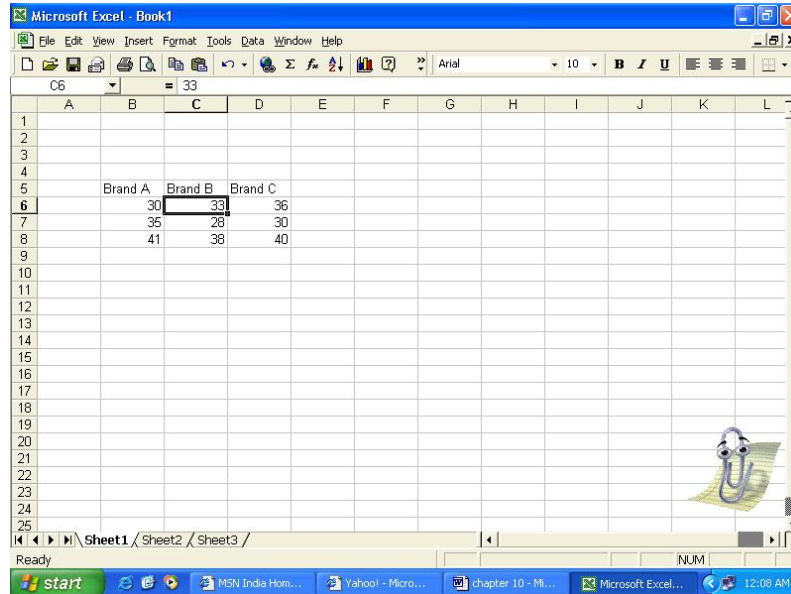 Microsoft Excel - Book1
File Edit View Insert Format Tools Data Window Help
Arial 10 B I U
C6 = 33
A B C D E F G H I J K L
1
2
3
4
5 Brand A Brand B Brand C
6 30 33 36
7 35 28 30
8 41 38 40
9
10
11
12
13
14
15
16
17
18
19
20
21
22
23
24
25
Sheet1 / Sheet2 / Sheet3 /
Ready NUM
start MSN India Hom... Yahoo! - Micro... chapter 10 - Mi... Microsoft Excel... 12:08 AM